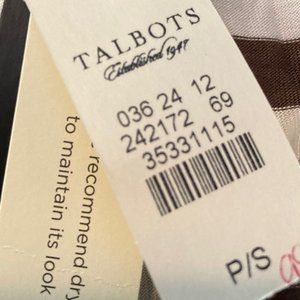 TALBOTS
Established 1947
036 24 12
242172 69
35331115
P/S
recommend dry
to maintain its look